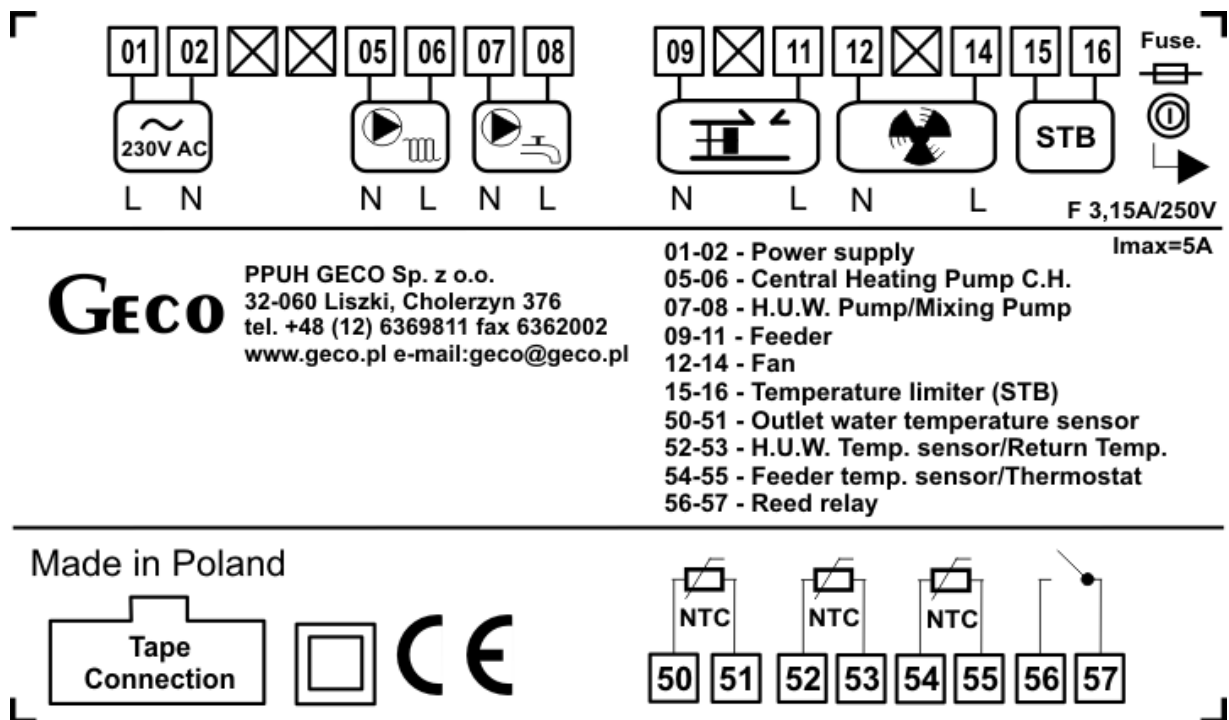 01 02 05 06 07 08 09 11 12 14 15 16 Fuse.
230V AC STB
L N N L N L N L N L F 3,15A/250V
Imax=5A
GECO
PPUH GECO Sp. z o.o.
32-060 Liszki, Cholerzyn 376
tel. +48 (12) 6369811 fax 6362002
www.geco.pl e-mail:geco@geco.pl
01-02 - Power supply
05-06 - Central Heating Pump C.H.
07-08 - H.U.W. Pump/Mixing Pump
09-11 - Feeder
12-14 - Fan
15-16 - Temperature limiter (STB)
50-51 - Outlet water temperature sensor
52-53 - H.U.W. Temp. sensor/Return Temp.
54-55 - Feeder temp. sensor/Thermostat
56-57 - Reed relay
Made in Poland
Tape
Connection
CE
NTC NTC NTC
50 51 52 53 54 55 56 57